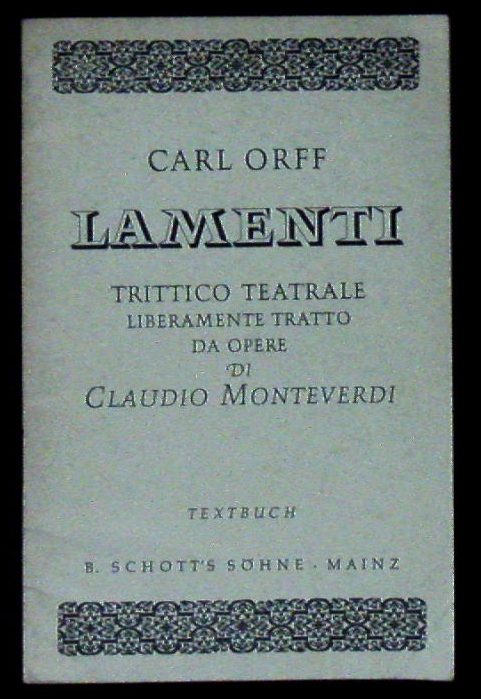 CARL ORFF
LAMENTI
TRITTICO TEATRALE
LIBERAMENTE TRATTO
DA OPERE
DI
CLAUDIO MONTEVERDI
TEXTBUCH
B. SCHOTT'S SÖHNE · MAINZ